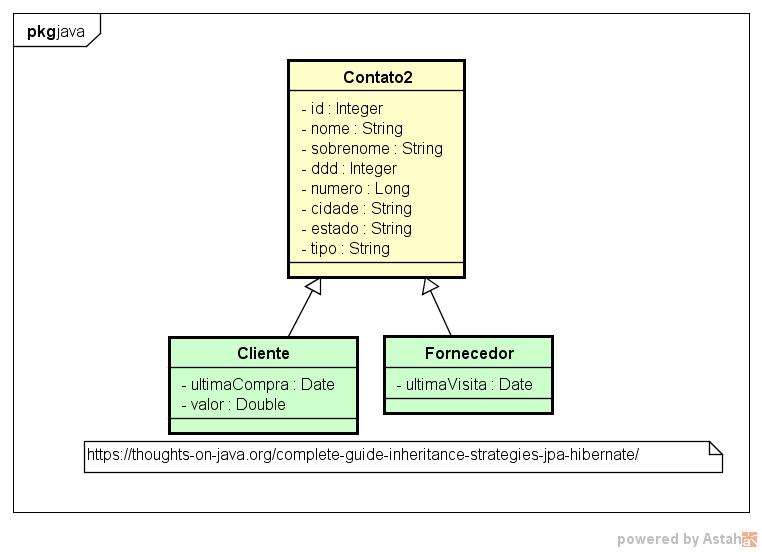 pkg java
Contato2
- id : Integer
- nome : String
- sobrenome : String
- ddd : Integer
- numero : Long
- cidade : String
- estado : String
- tipo : String
Cliente
- ultimaCompra : Date
- valor : Double
Fornecedor
- ultimaVisita : Date
https://thoughts-on-java.org/complete-guide-inheritance-strategies-jpa-hibernate/
powered by Astah